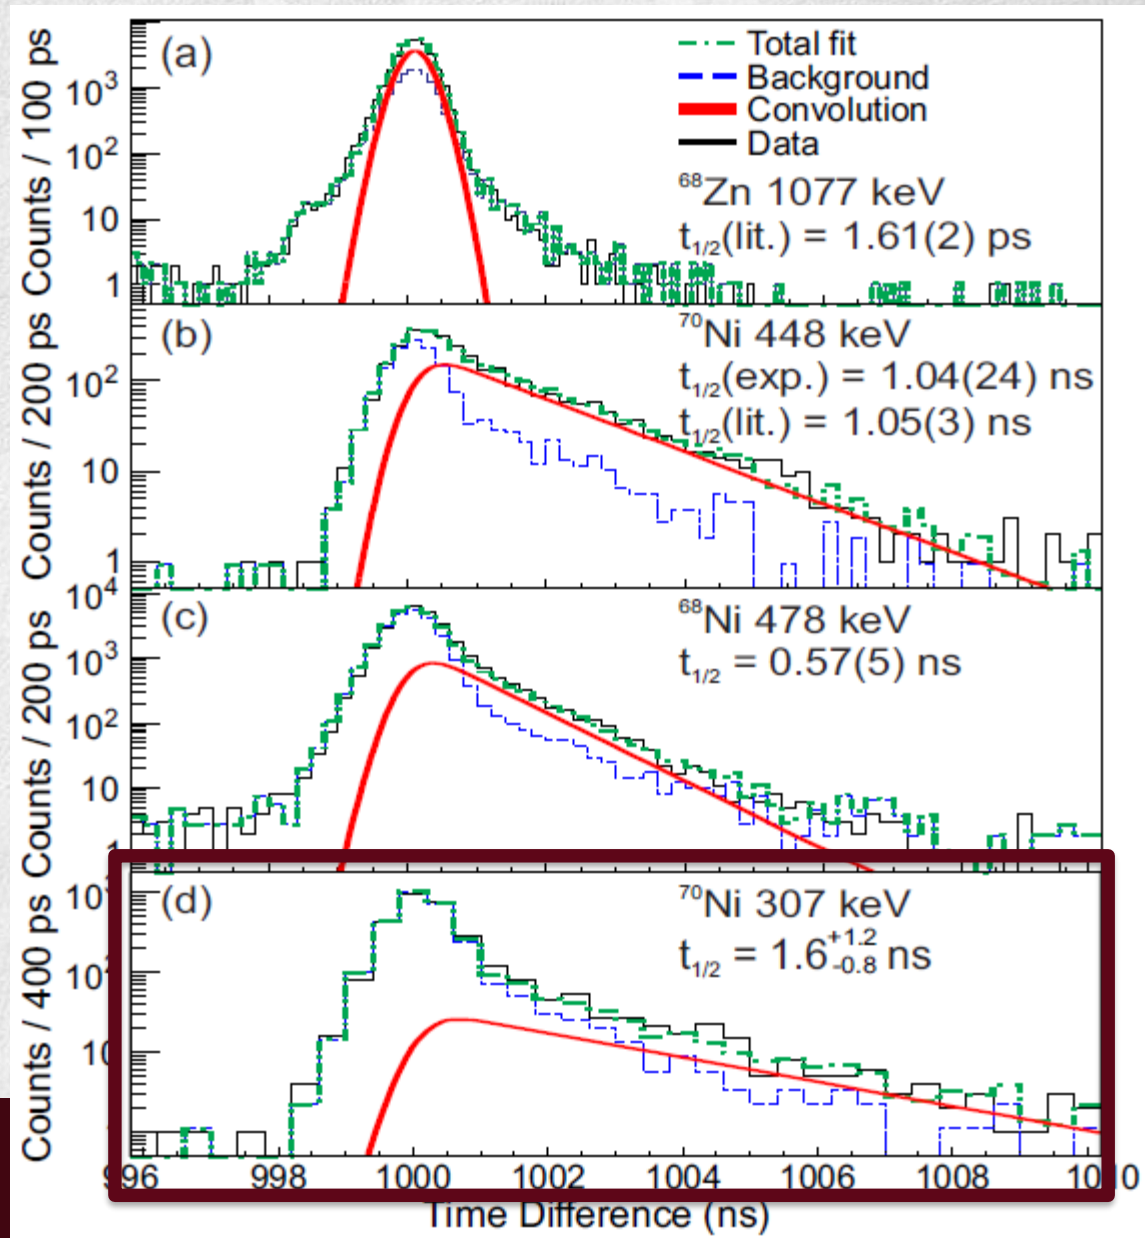 (a)
Total fit
Background
Convolution
Data
⁶⁸Zn 1077 keV
t₁/₂(lit.) = 1.61(2) ps
Counts / 100 ps
10³
10²
10
1
(b)
⁷⁰Ni 448 keV
t₁/₂(exp.) = 1.04(24) ns
t₁/₂(lit.) = 1.05(3) ns
Counts / 200 ps
10²
10
1
(c)
⁶⁸Ni 478 keV
t₁/₂ = 0.57(5) ns
Counts / 200 ps
10⁴
10³
10²
10
(d)
⁷⁰Ni 307 keV
t₁/₂ = 1.6 +1.2 -0.8 ns
Counts / 400 ps
10
996 998 1000 1002 1004 1006 1008 1010
Time Difference (ns)